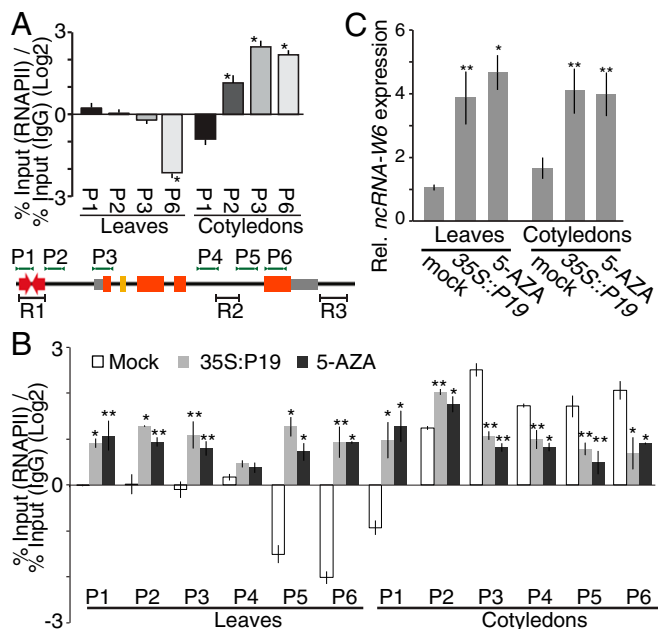 A
% Input (RNAPII) /
% Input (IgG) (Log2)
3
0
-3
* * * * 
P1 P2 P3 P6 P1 P2 P3 P6
Leaves Cotyledons
P1 P2 P3 P4 P5 P6
R1 R2 R3
C
Rel. ncRNA-W6 expression
6
4
2
0
** * ** **
Leaves Cotyledons
mock 35S::P19 5-AZA mock 35S::P19 5-AZA
B
% Input (RNAPII) /
% Input (IgG) (Log2)
3
0
-3
Mock 35S:P19 5-AZA
* ** * ** ** ** * * ** * * * ** * ** ** ** * ** ** * *
P1 P2 P3 P4 P5 P6 P1 P2 P3 P4 P5 P6
Leaves Cotyledons